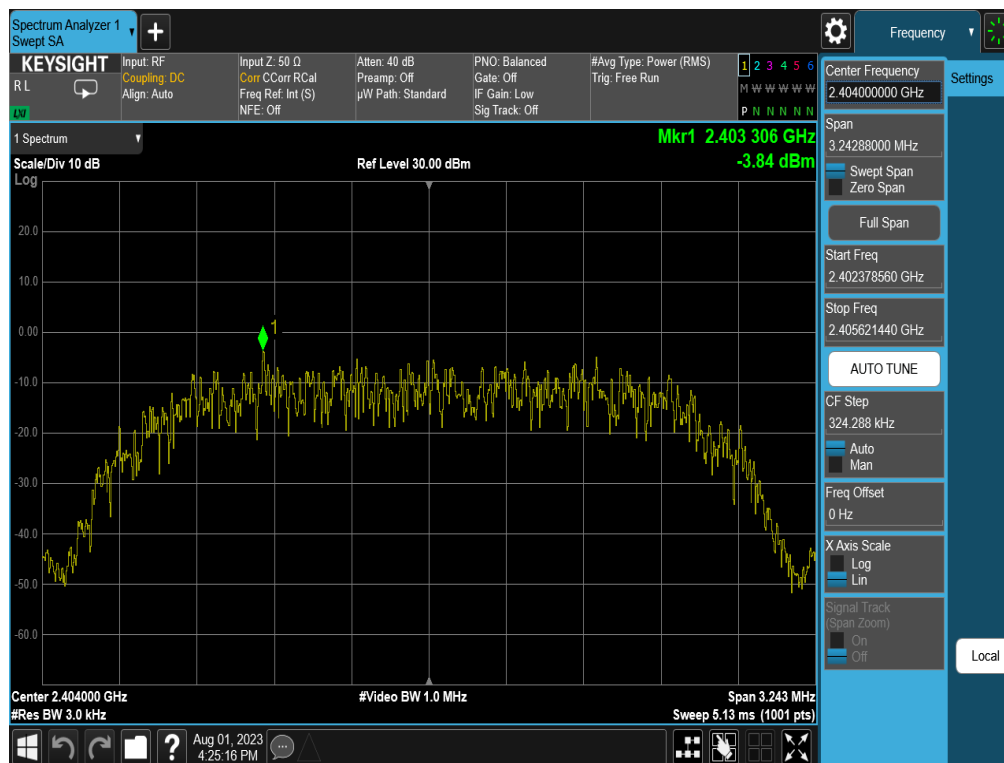 Spectrum Analyzer 1
Swept SA
Frequency
KEYSIGHT
R L
LXI
Input: RF
Coupling: DC
Align: Auto
Input Z: 50 Ω
Corr CCorr RCal
Freq Ref: Int (S)
NFE: Off
Atten: 40 dB
Preamp: Off
µW Path: Standard
PNO: Balanced
Gate: Off
IF Gain: Low
Sig Track: Off
#Avg Type: Power (RMS)
Trig: Free Run
1 2 3 4 5 6
M W W W W W
P N N N N N
1 Spectrum
Scale/Div 10 dB
Log
Ref Level 30.00 dBm
Mkr1 2.403 306 GHz
-3.84 dBm
1
20.0
10.0
0.00
-10.0
-20.0
-30.0
-40.0
-50.0
-60.0
Center 2.404000 GHz
#Video BW 1.0 MHz
Span 3.243 MHz
#Res BW 3.0 kHz
Sweep 5.13 ms (1001 pts)
Center Frequency
2.404000000 GHz
Settings
Span
3.24288000 MHz
Swept Span
Zero Span
Full Span
Start Freq
2.402378560 GHz
Stop Freq
2.405621440 GHz
AUTO TUNE
CF Step
324.288 kHz
Auto
Man
Freq Offset
0 Hz
X Axis Scale
Log
Lin
Signal Track
(Span Zoom)
On
Off
Local
?
Aug 01, 2023
4:25:16 PM